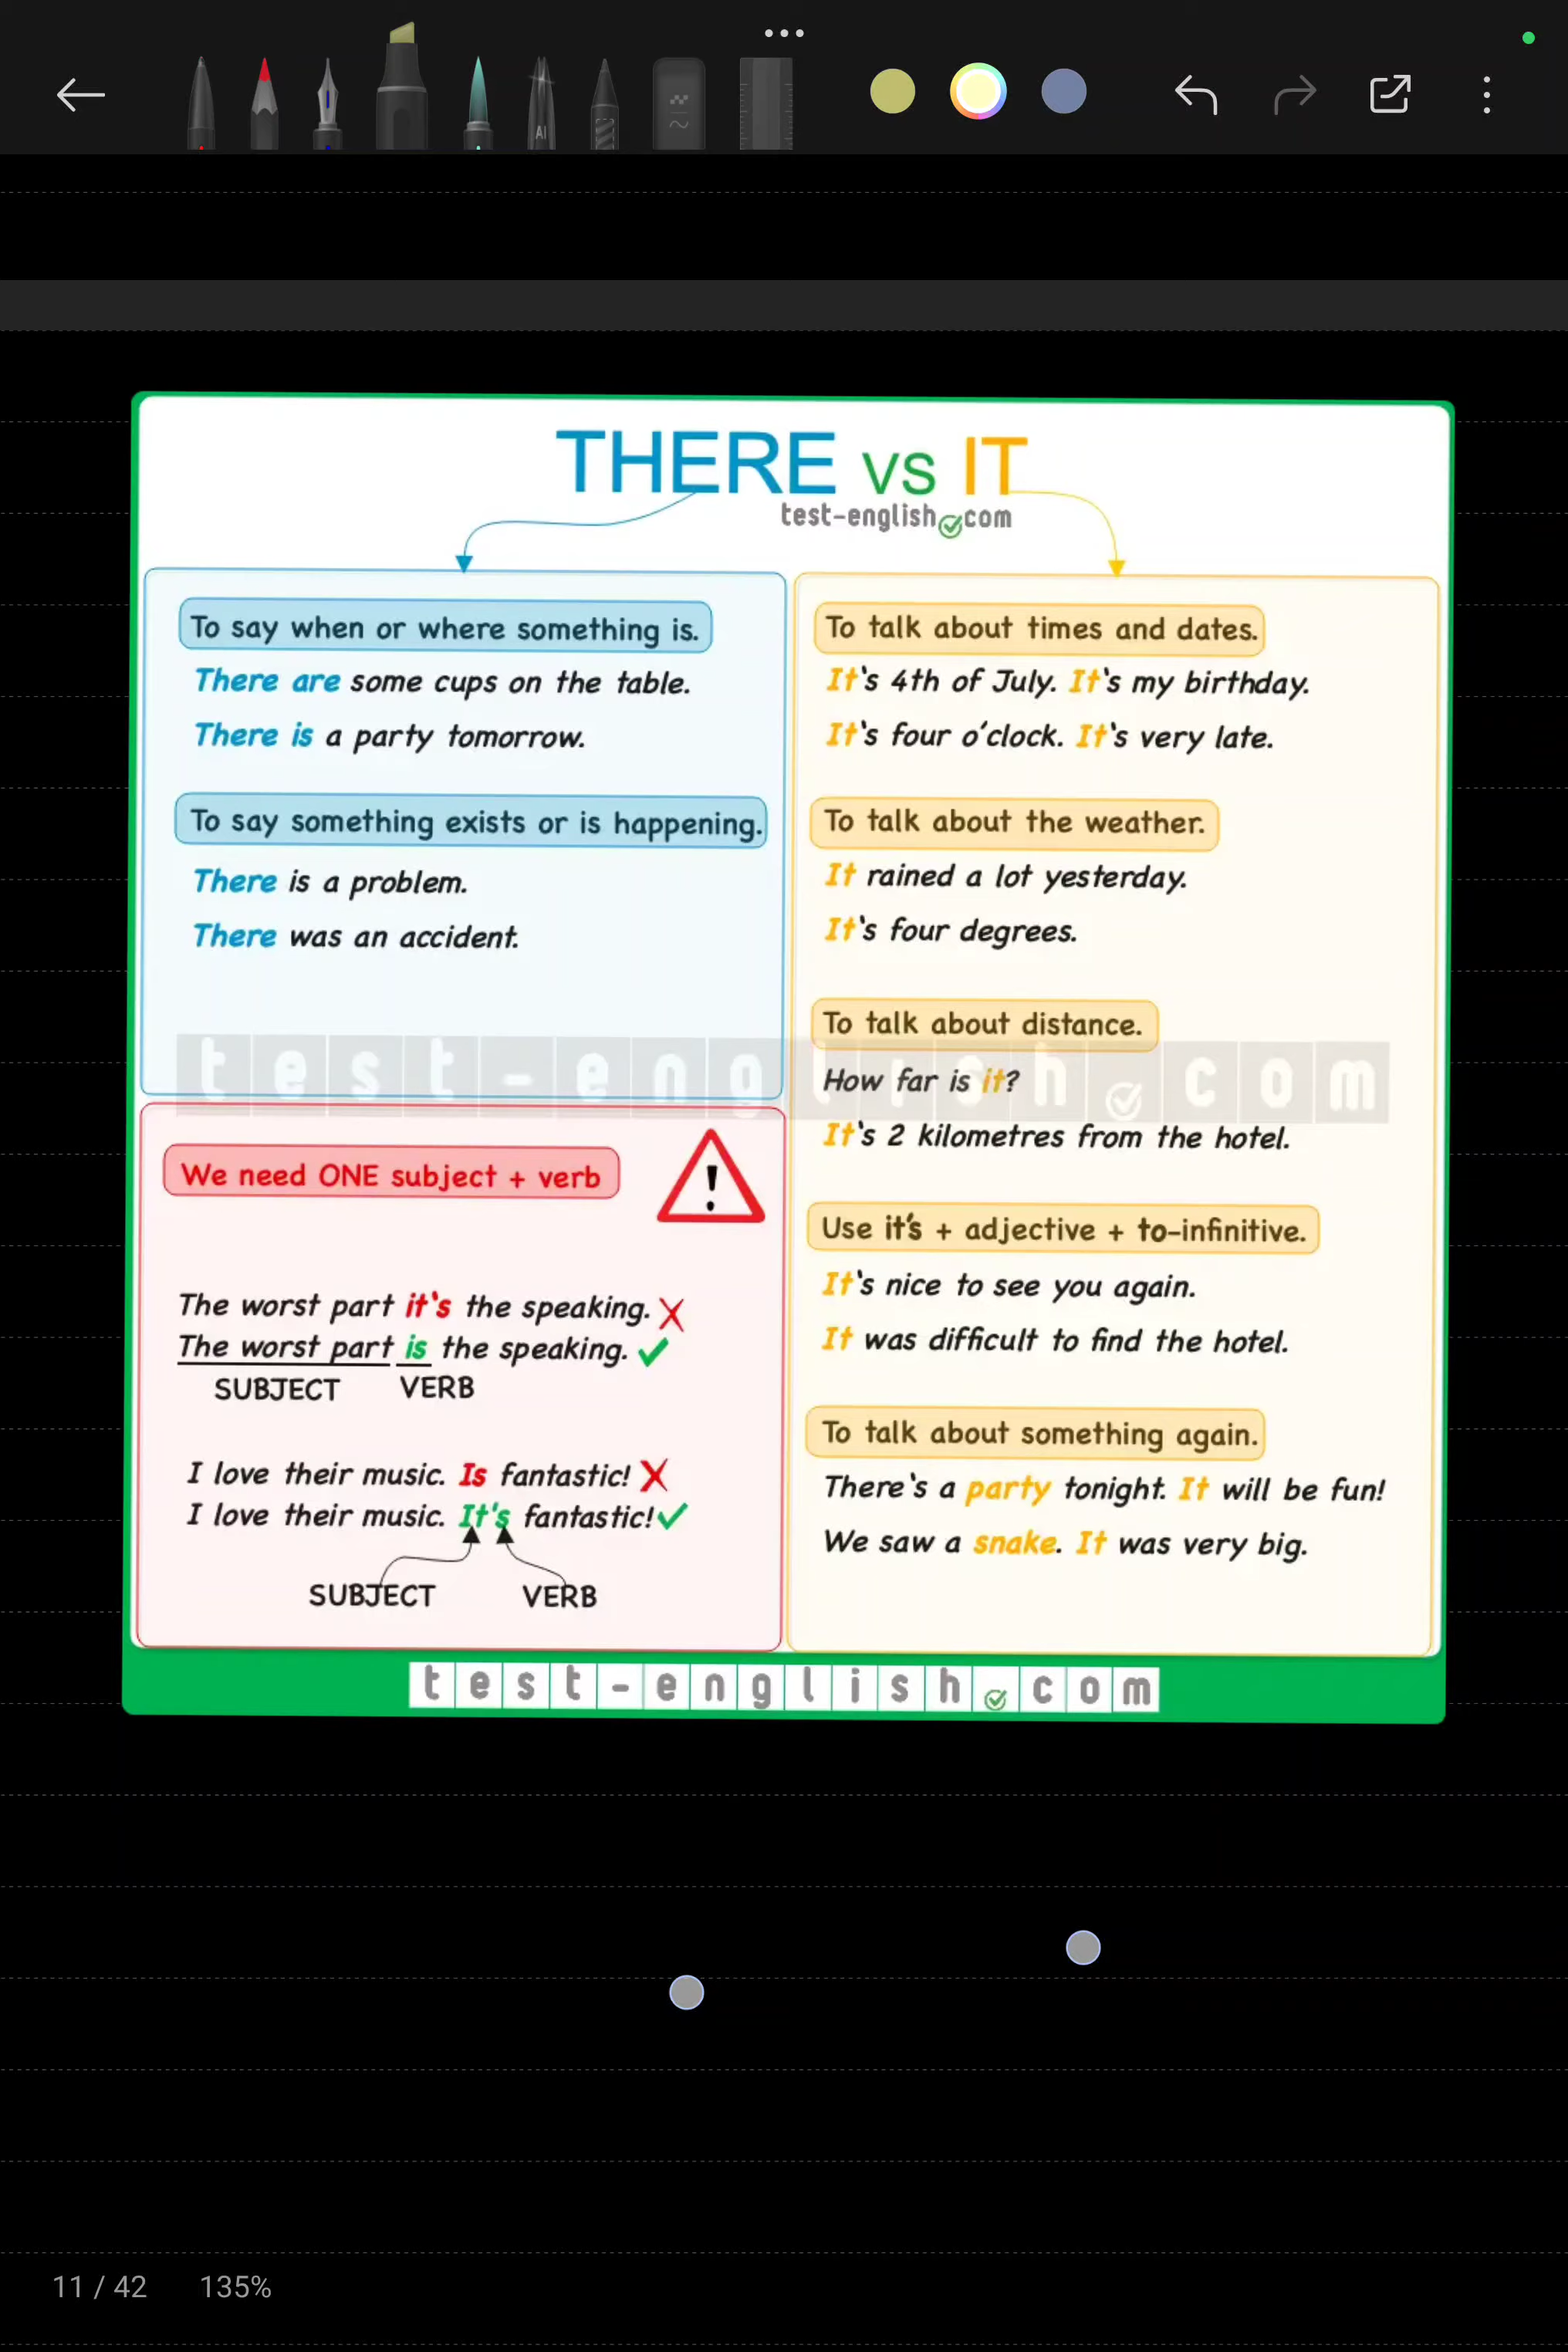 AI
THERE vs IT
test-english.com
To say when or where something is.
There are some cups on the table.
There is a party tomorrow.
To say something exists or is happening.
There is a problem.
There was an accident.
We need ONE subject + verb
!
The worst part it's the speaking.
The worst part is the speaking.
SUBJECT VERB
I love their music. Is fantastic!
I love their music. It's fantastic!
SUBJECT VERB
To talk about times and dates.
It's 4th of July. It's my birthday.
It's four o'clock. It's very late.
To talk about the weather.
It rained a lot yesterday.
It's four degrees.
To talk about distance.
How far is it?
It's 2 kilometres from the hotel.
Use it's + adjective + to-infinitive.
It's nice to see you again.
It was difficult to find the hotel.
To talk about something again.
There's a party tonight. It will be fun!
We saw a snake. It was very big.
test-english.com
test-english.com
11 / 42 135%